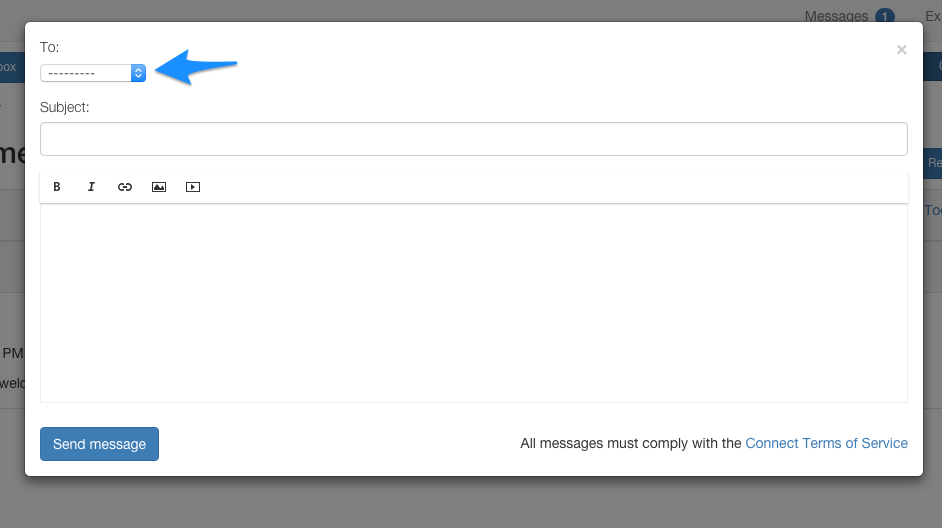 Messages 1 Ex
To:
×
box
---------
Subject:
me
Re
B I
Too
PM
welc
Send message
All messages must comply with the Connect Terms of Service